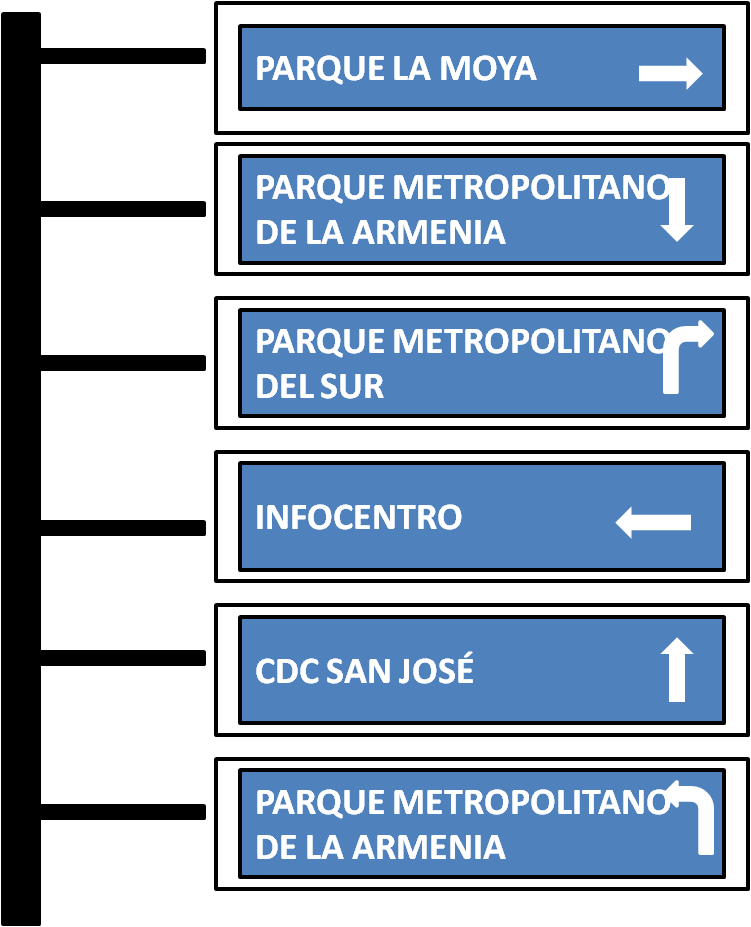 PARQUE LA MOYA
PARQUE METROPOLITANO
DE LA ARMENIA
PARQUE METROPOLITANO
DEL SUR
INFOCENTRO
CDC SAN JOSÉ
PARQUE METROPOLITANO
DE LA ARMENIA